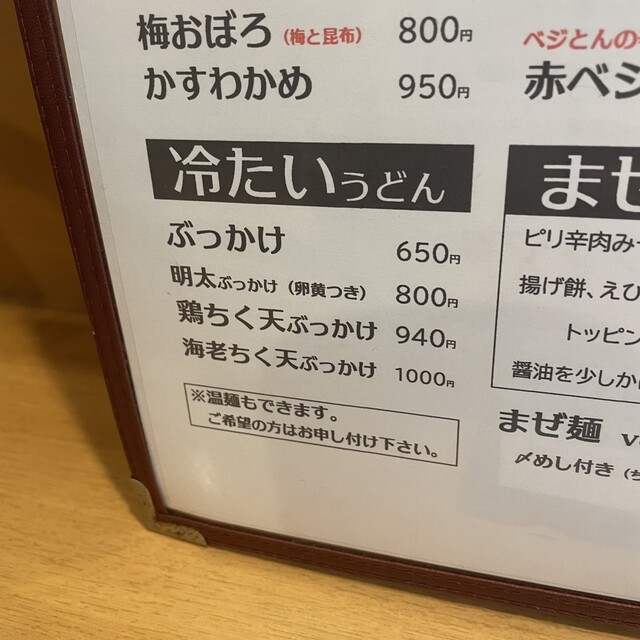 梅おぼろ（梅と昆布） 800円
かすわかめ 950円
冷たいうどん
ぶっかけ 650円
明太ぶっかけ（卵黄つき） 800円
鶏ちく天ぶっかけ 940円
海老ちく天ぶっかけ 1000円
※温麺もできます。
ご希望の方はお申し付け下さい。
ベジとんの
赤ベジ
まぜ
ピリ辛肉み
揚げ餅、えび
トッピン
醤油を少しか
まぜ麺
〆めし付き